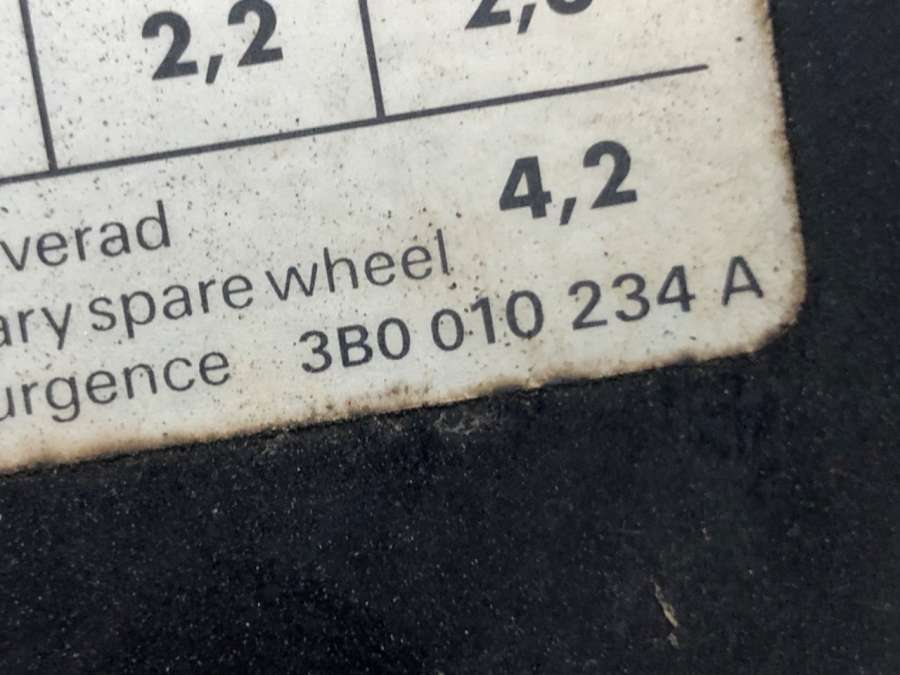 2,2
4,2
verad
ary spare wheel
urgence 3B0 010 234 A